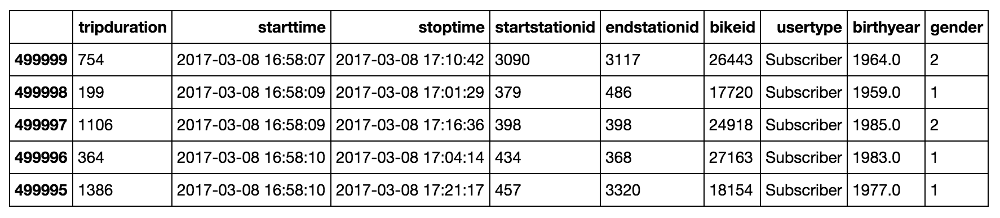 tripduration starttime stoptime startstationid endstationid bikeid usertype birthyear gender
499999 754 2017-03-08 16:58:07 2017-03-08 17:10:42 3090 3117 26443 Subscriber 1964.0 2
499998 199 2017-03-08 16:58:09 2017-03-08 17:01:29 379 486 17720 Subscriber 1959.0 1
499997 1106 2017-03-08 16:58:09 2017-03-08 17:16:36 398 398 24918 Subscriber 1985.0 2
499996 364 2017-03-08 16:58:10 2017-03-08 17:04:14 434 368 27163 Subscriber 1983.0 1
499995 1386 2017-03-08 16:58:10 2017-03-08 17:21:17 457 3320 18154 Subscriber 1977.0 1